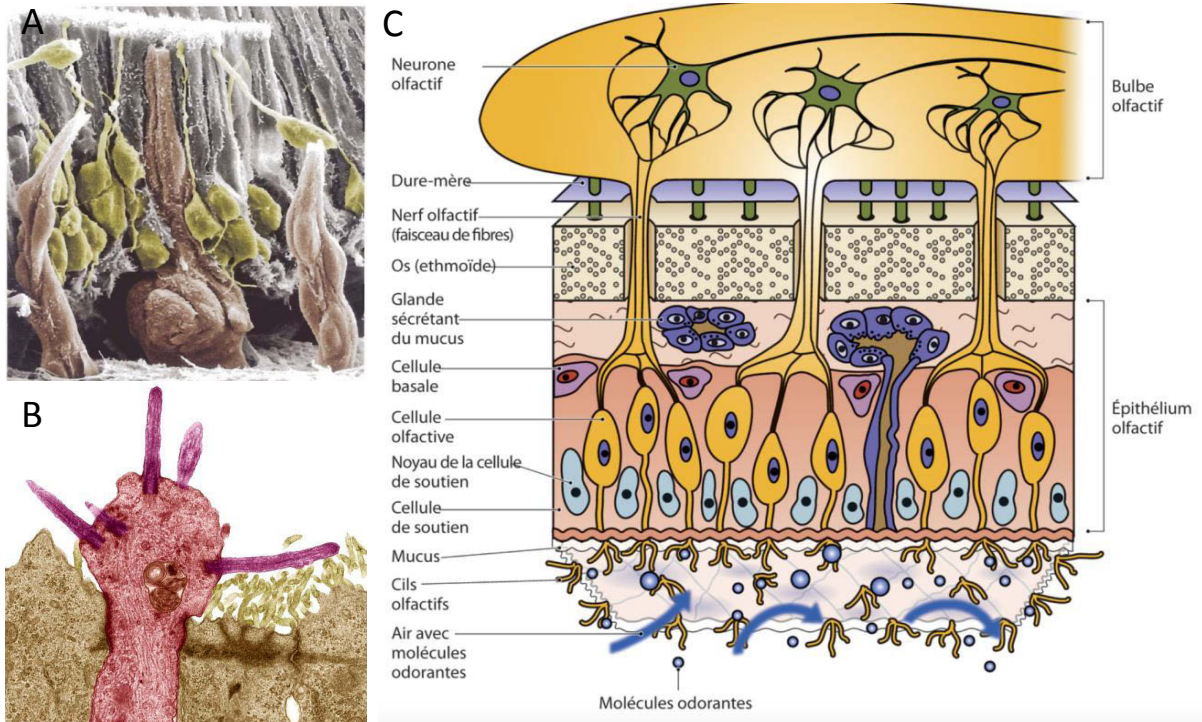 A
B
C
Neurone
olfactif
Dure-mère
Nerf olfactif
(faisceau de fibres)
Os (ethmoïde)
Glande
sécrétant
du mucus
Cellule
basale
Cellule
olfactive
Noyau de la cellule
de soutien
Cellule
de soutien
Mucus
Cils
olfactifs
Air avec
molécules
odorantes
Molécules odorantes
Bulbe
olfactif
Épithélium
olfactif